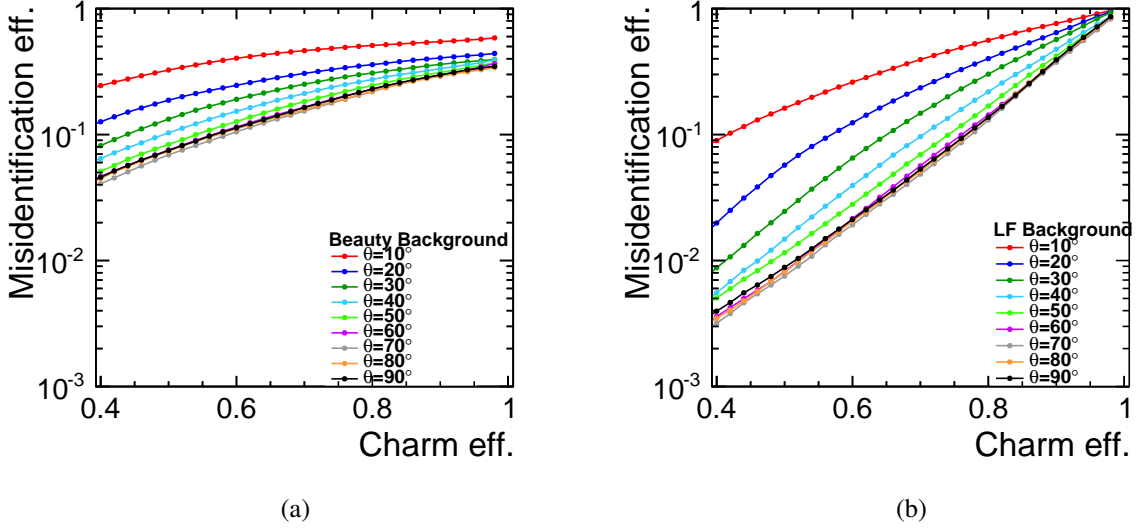 Misidentification eff.
1
10⁻¹
10⁻²
10⁻³
Beauty Background
θ=10°
θ=20°
θ=30°
θ=40°
θ=50°
θ=60°
θ=70°
θ=80°
θ=90°
0.4 0.6 0.8 1
Charm eff.
(a)
Misidentification eff.
1
10⁻¹
10⁻²
10⁻³
LF Background
θ=10°
θ=20°
θ=30°
θ=40°
θ=50°
θ=60°
θ=70°
θ=80°
θ=90°
0.4 0.6 0.8 1
Charm eff.
(b)